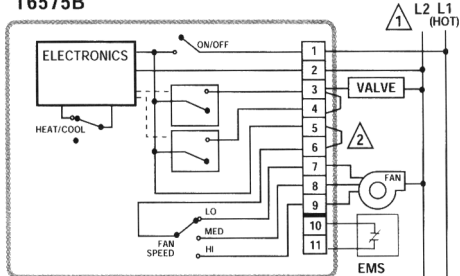 T6575B
1
L2 L1
(HOT)
ELECTRONICS
ON/OFF
1
2
3
VALVE
4
HEAT/COOL
5
2
6
7
FAN
8
LO
9
MED
FAN
SPEED
HI
10
11
EMS